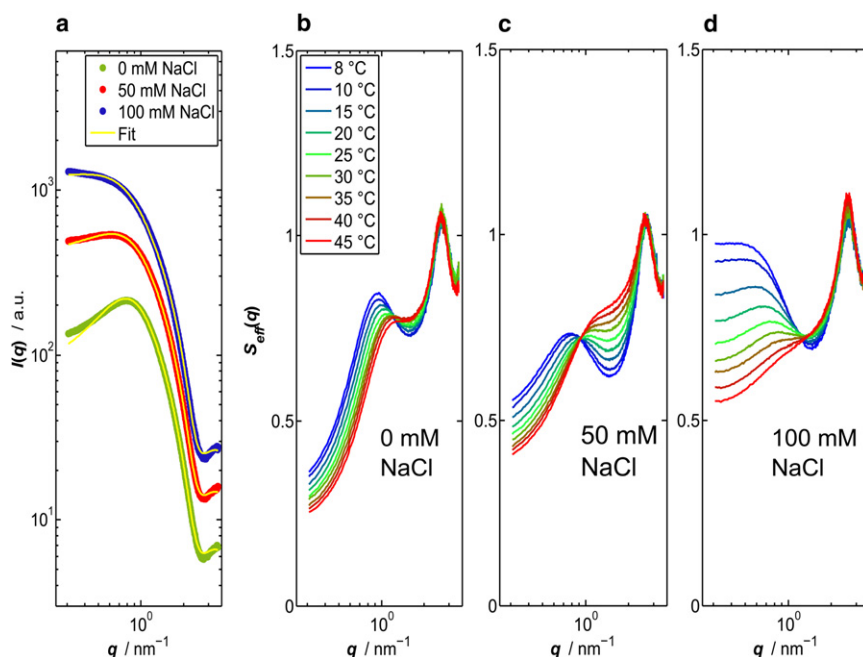 a
b
c
d
I(q) / a.u.
10³
10²
10¹
0 mM NaCl
50 mM NaCl
100 mM NaCl
Fit
10⁰
q / nm⁻¹
S_eff(q)
1.5
1
0.5
0
8 °C
10 °C
15 °C
20 °C
25 °C
30 °C
35 °C
40 °C
45 °C
0 mM
NaCl
10⁰
q / nm⁻¹
1.5
1
0.5
0
50 mM
NaCl
10⁰
q / nm⁻¹
1.5
1
0.5
0
100 mM
NaCl
10⁰
q / nm⁻¹